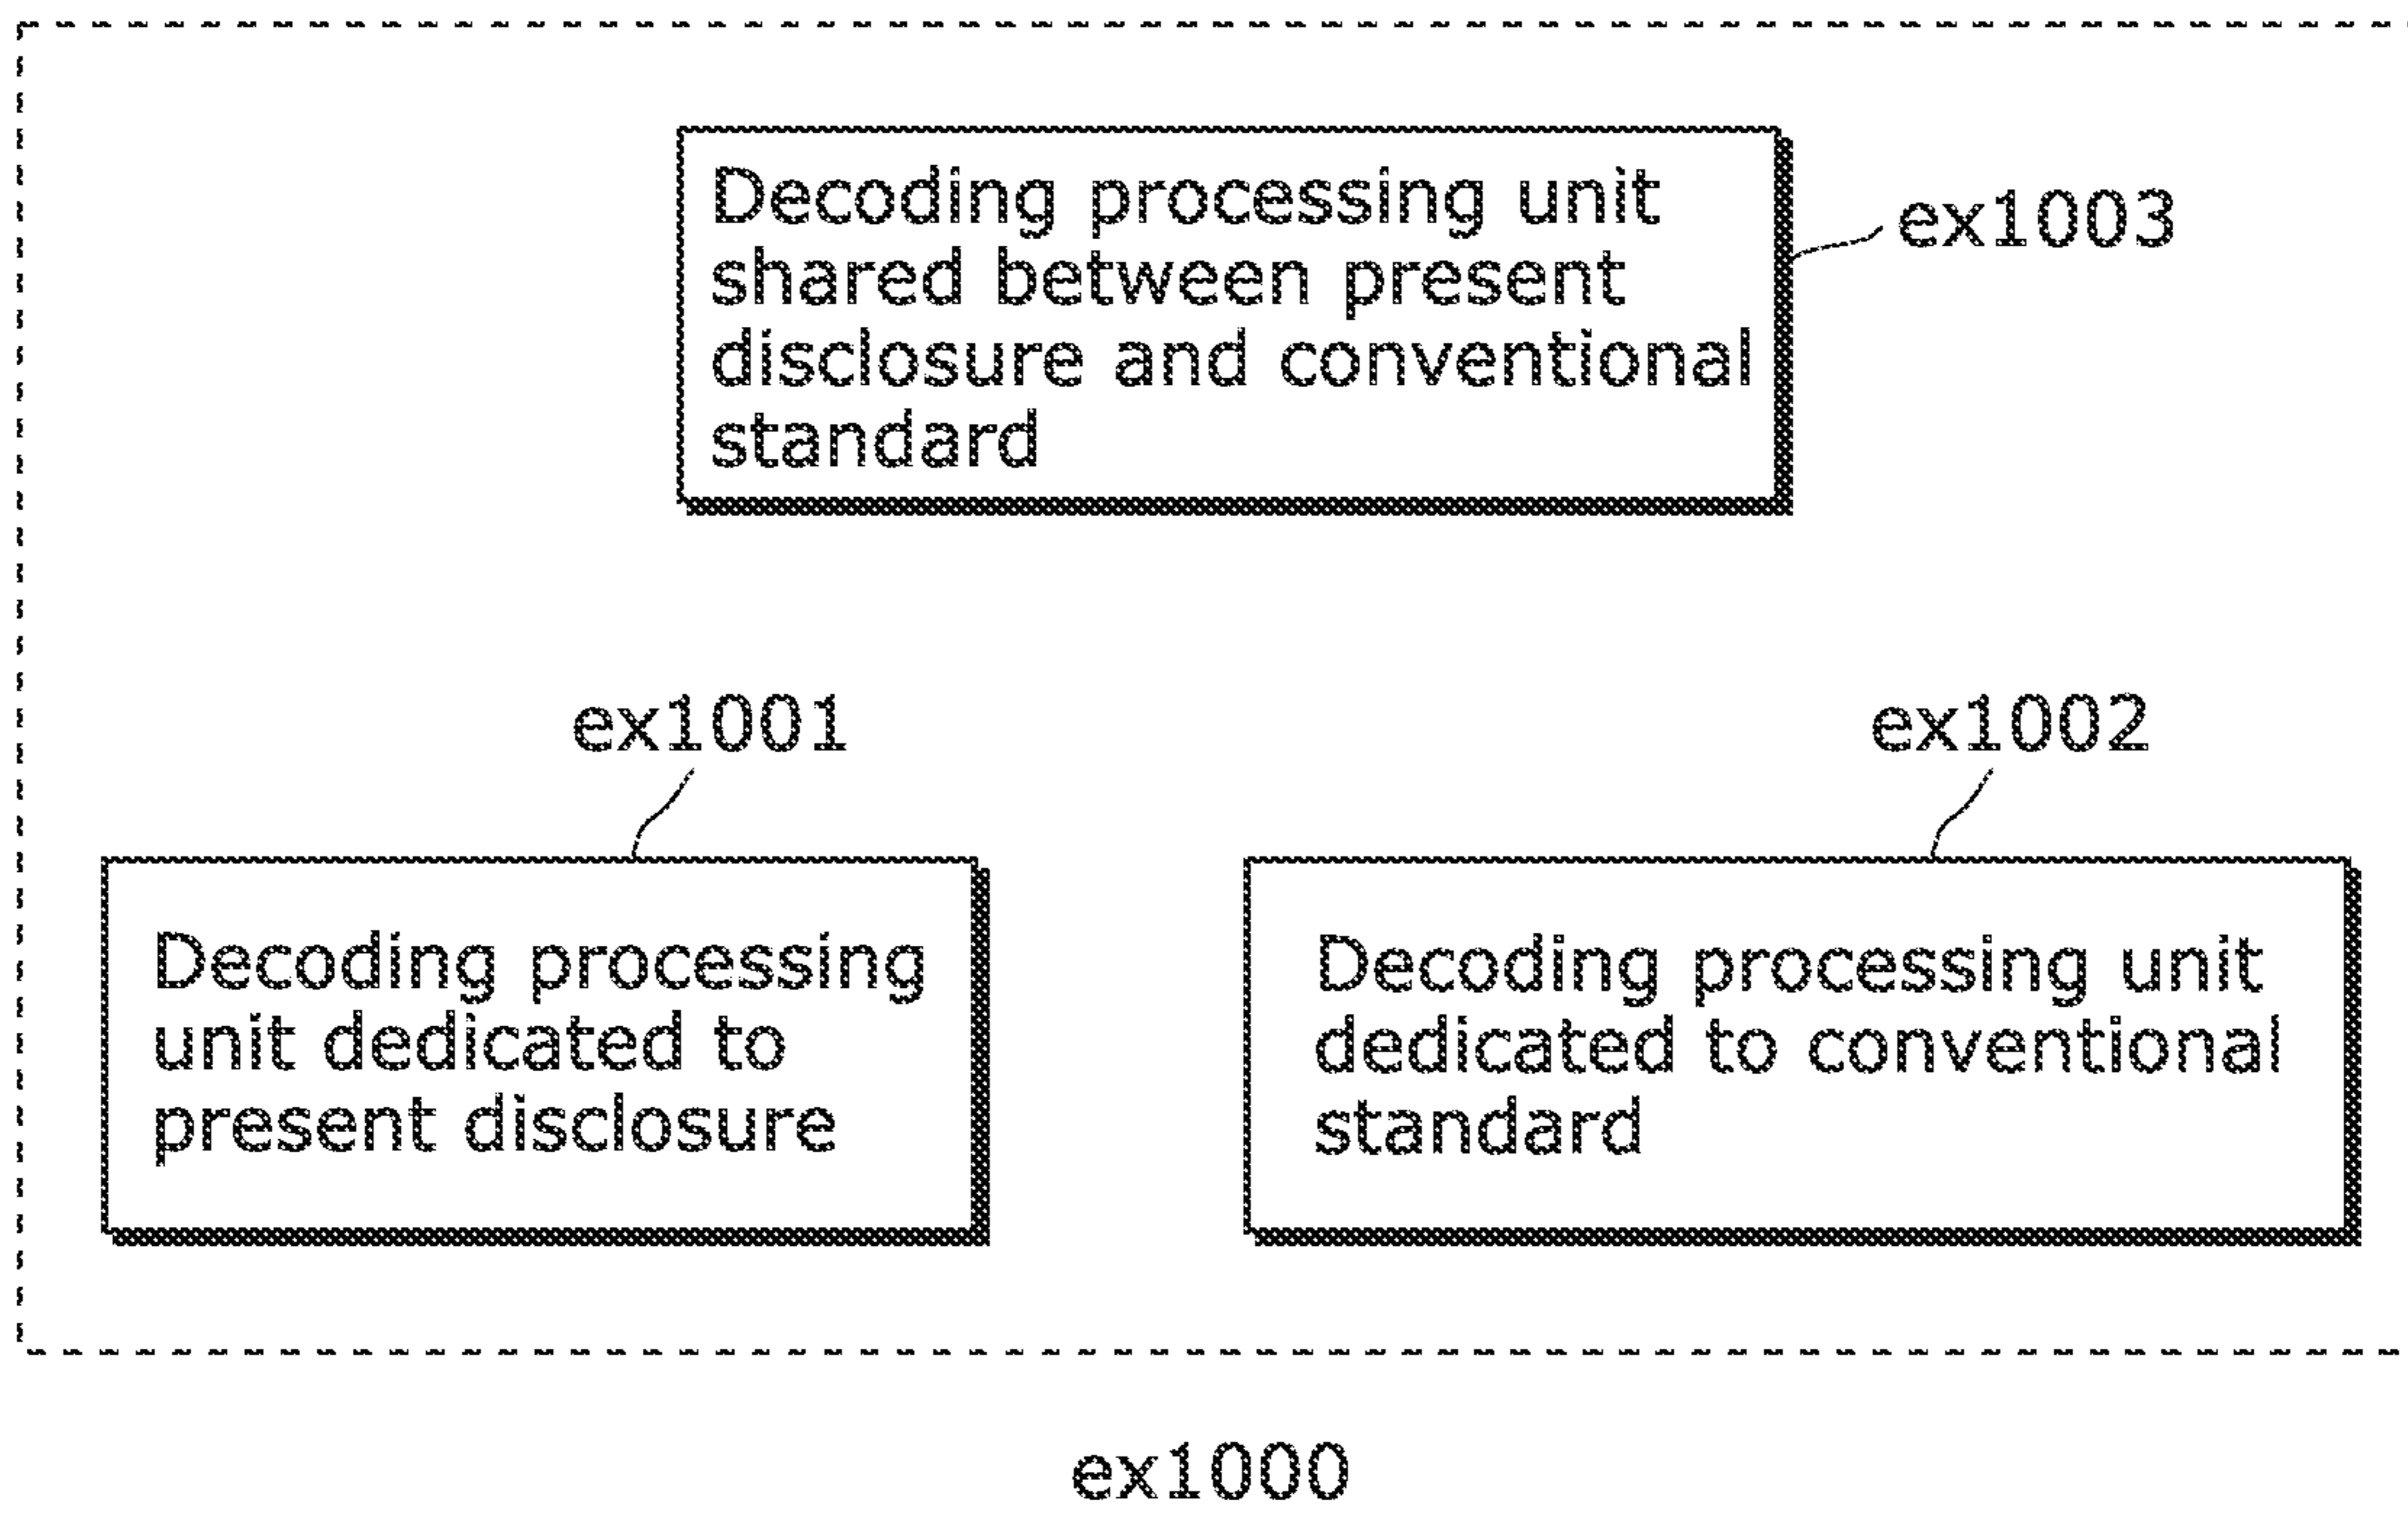 Decoding processing unit
shared between present
disclosure and conventional
standard
ex1003
ex1001
ex1002
Decoding processing
unit dedicated to
present disclosure
Decoding processing unit
dedicated to conventional
standard
ex1000